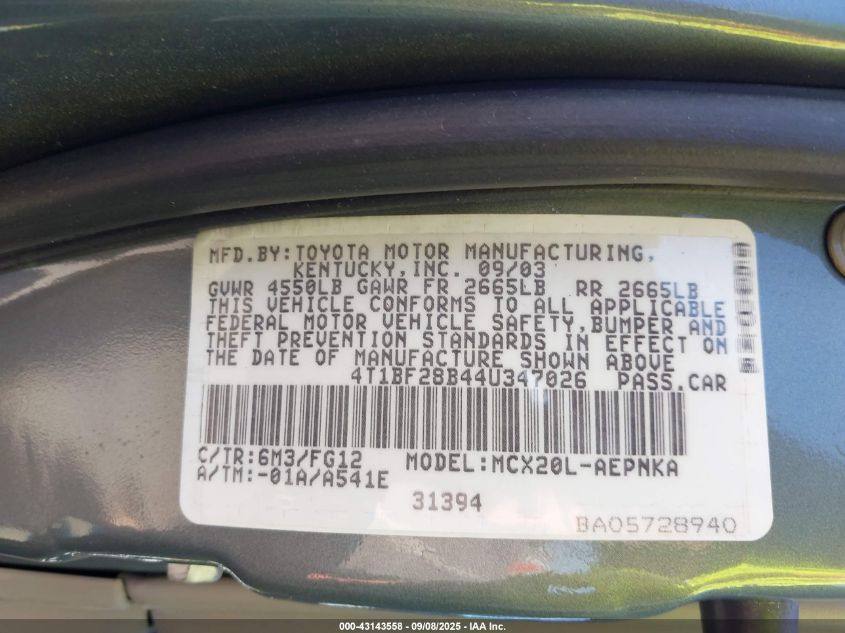 MFD.BY:TOYOTA MOTOR MANUFACTURING,
KENTUCKY,INC. 09/03
GVWR 4550LB GAWR FR 2665LB RR 2665LB
THIS VEHICLE CONFORMS TO ALL APPLICABLE
FEDERAL MOTOR VEHICLE SAFETY,BUMPER AND
THEFT PREVENTION STANDARDS IN EFFECT ON
THE DATE OF MANUFACTURE SHOWN ABOVE
4T1BF28B44U347026 PASS.CAR
C/TR:6M3/FG12 MODEL:MCX20L-AEPNKA
A/TM:-01A/A541E
31394
BA05728940
000-43143558 - 09/08/2025 - IAA Inc.